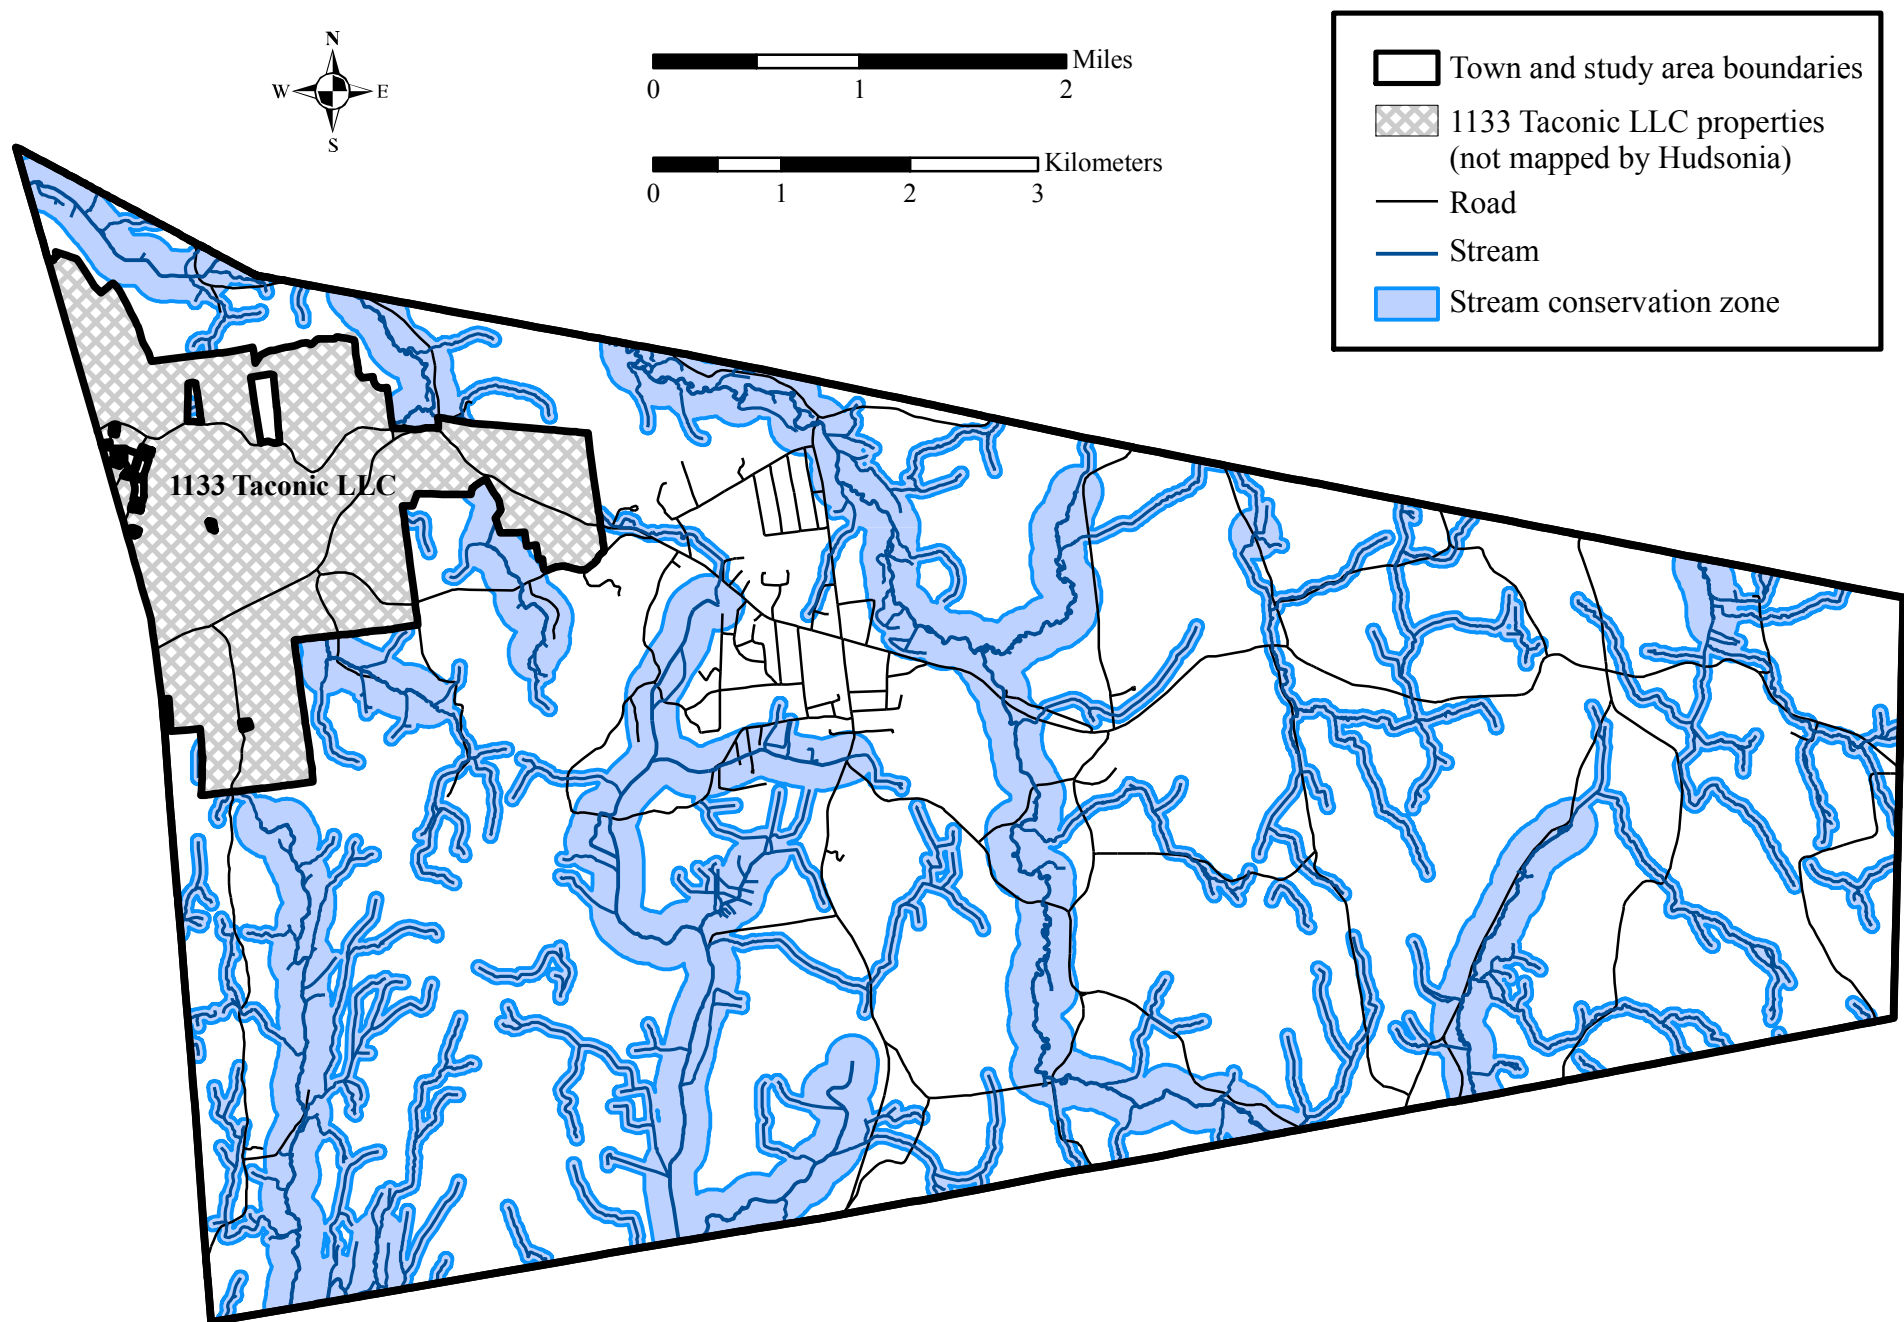 N
W E
S
Miles
0 1 2
Kilometers
0 1 2 3
Town and study area boundaries
1133 Taconic LLC properties
(not mapped by Hudsonia)
Road
Stream
Stream conservation zone
1133 Taconic LLC